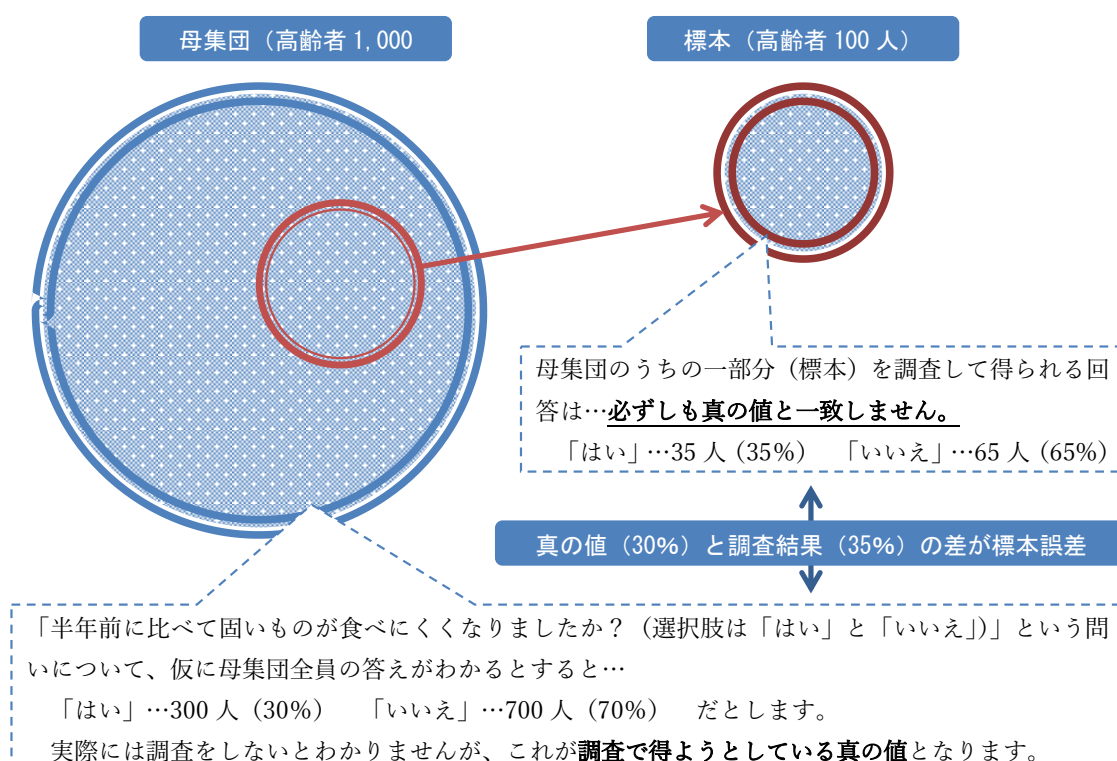 母集団（高齢者 1,000
標本（高齢者 100 人）
母集団のうちの一部分（標本）を調査して得られる回
答は…必ずしも真の値と一致しません。
「はい」…35 人（35%） 「いいえ」…65 人（65%）
真の値（30%）と調査結果（35%）の差が標本誤差
「半年前に比べて固いものが食べにくくなりましたか？（選択肢は「はい」と「いいえ」）」という問
いについて、仮に母集団全員の答えがわかるとすると…
「はい」…300 人（30%） 「いいえ」…700 人（70%） だとします。
実際には調査をしないとわかりませんが、これが調査で得ようとしている真の値となります。